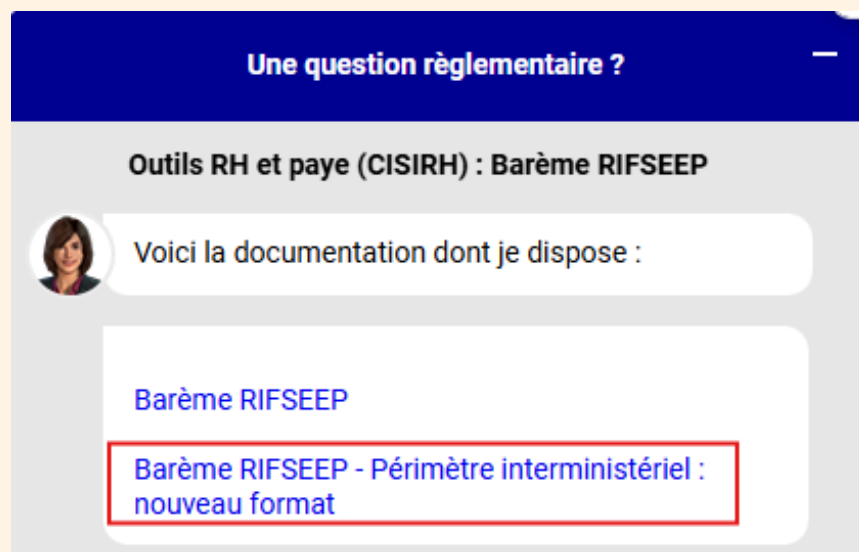 Une question règlementaire ?
Outils RH et paye (CISIRH) : Barème RIFSEEP
Voici la documentation dont je dispose :
Barème RIFSEEP
Barème RIFSEEP - Périmètre interministériel :
nouveau format